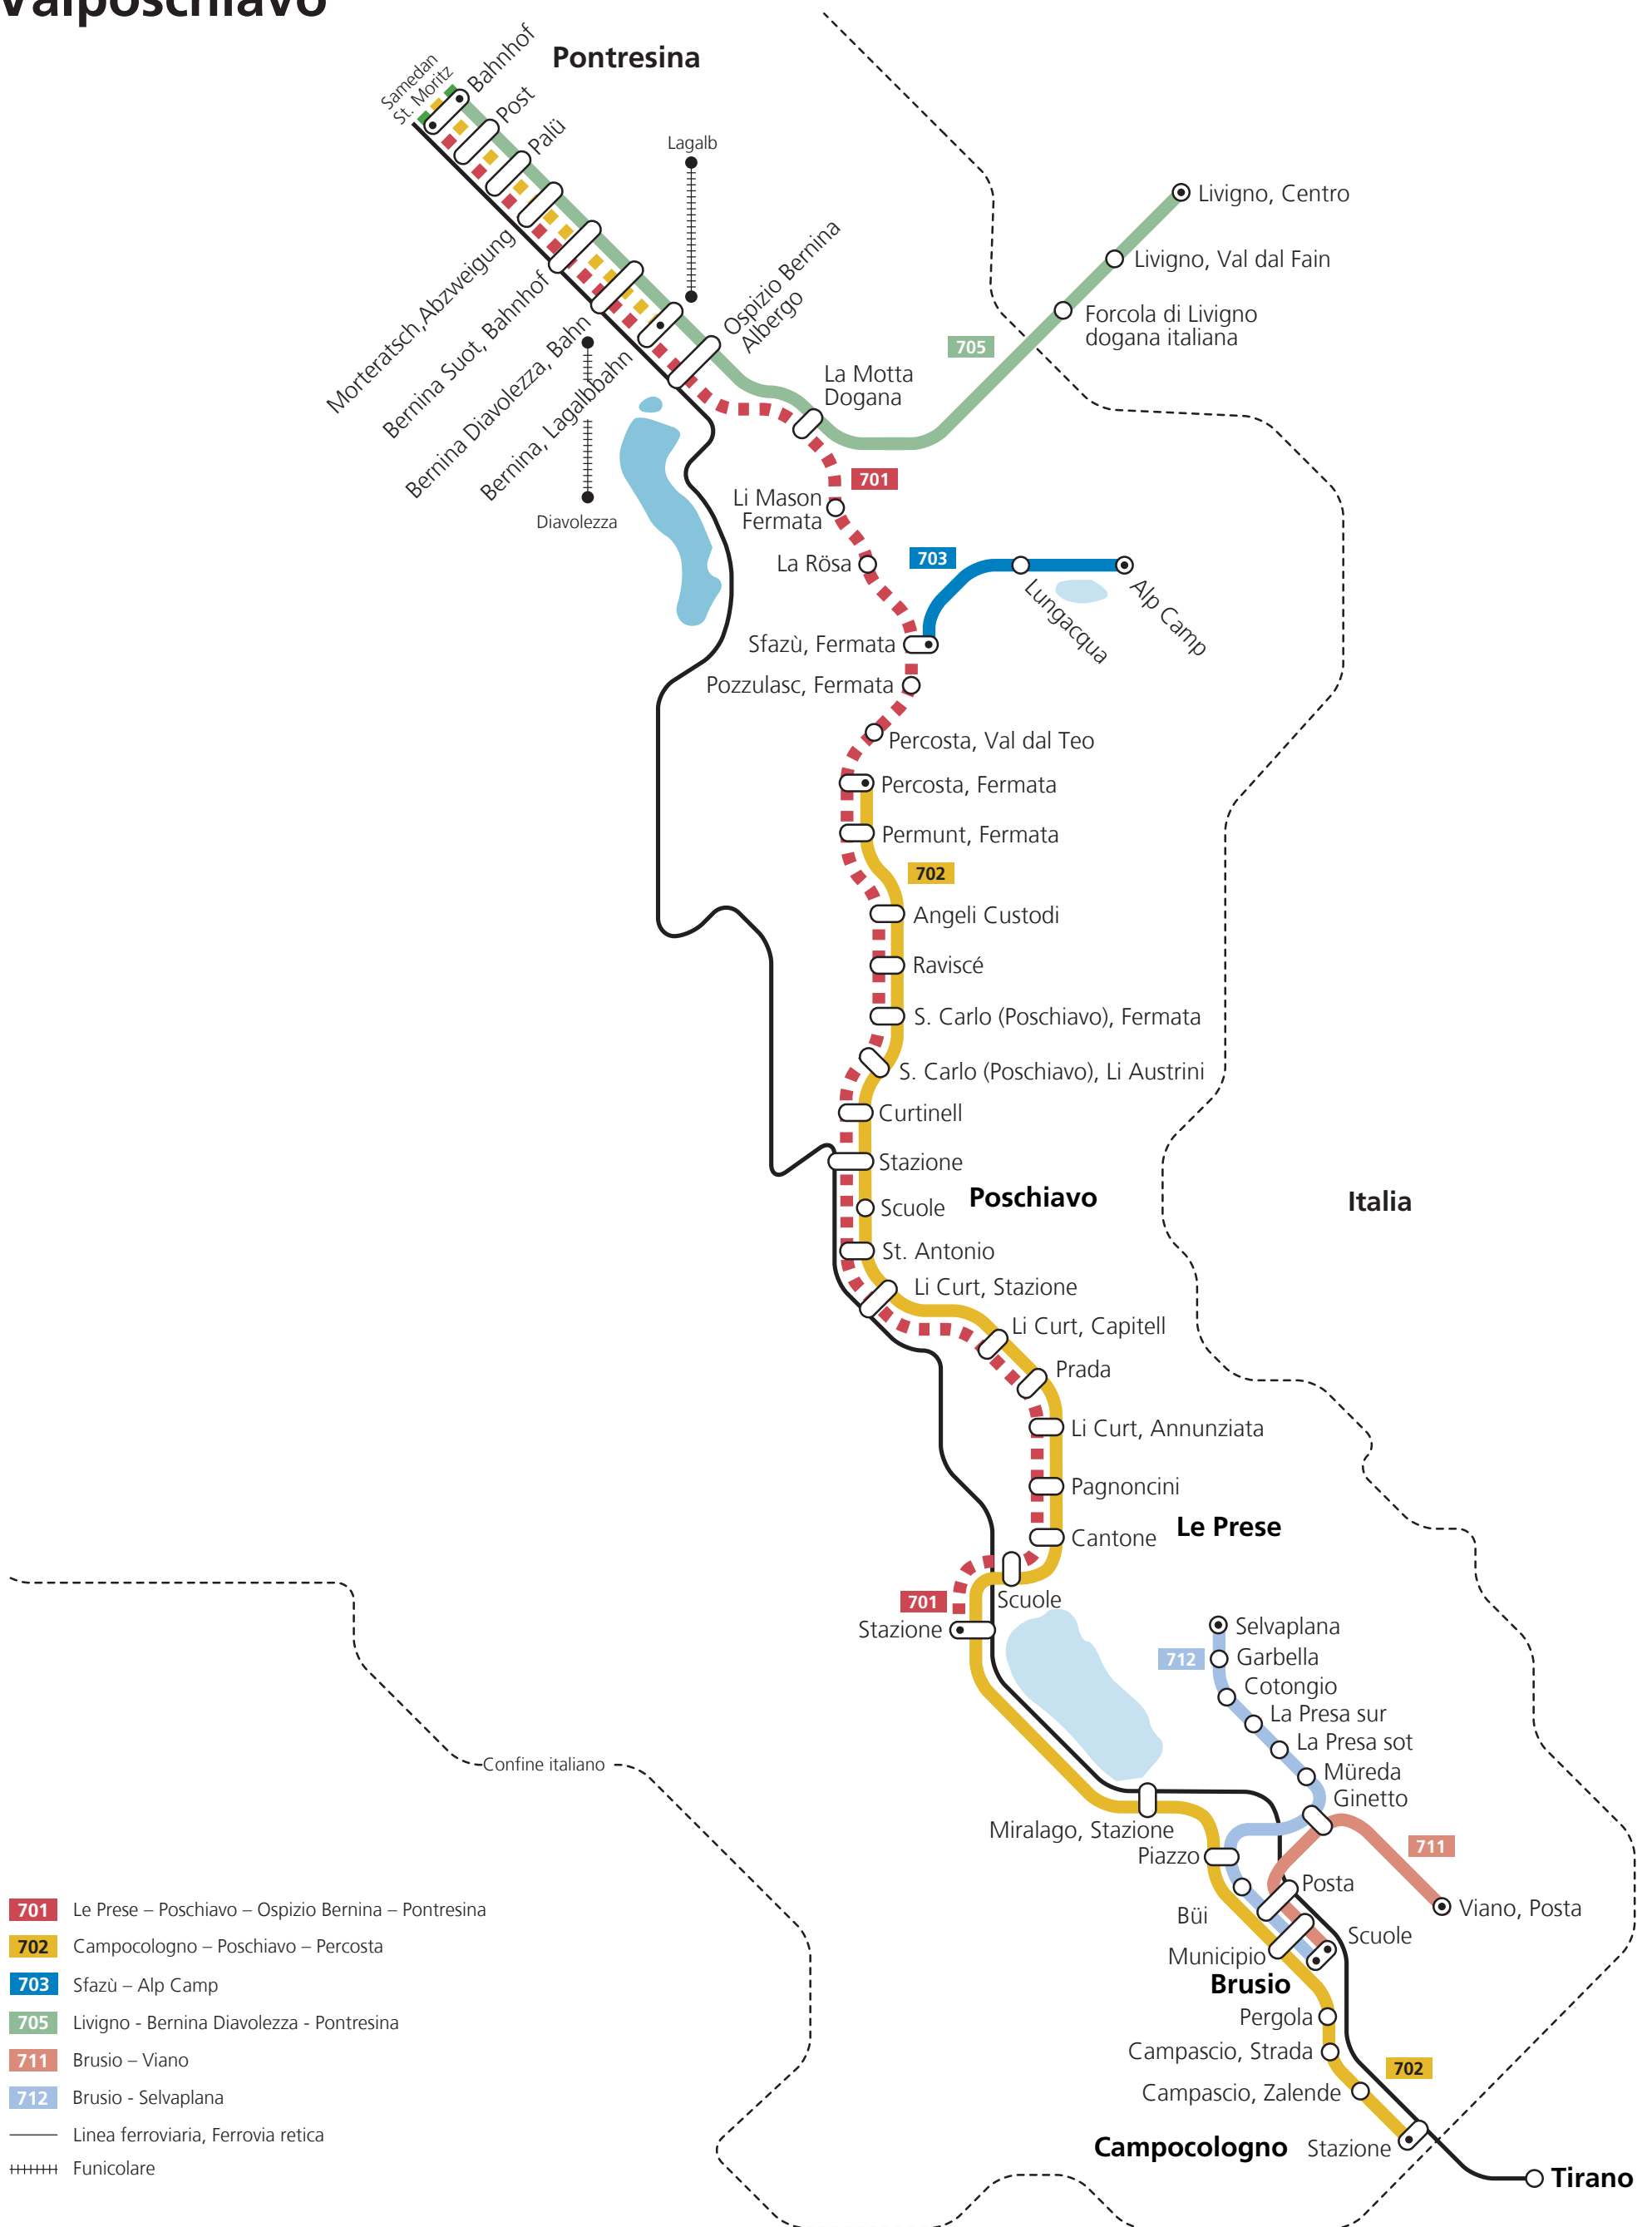 Valposchiavo
Pontresina
Samedan
St. Moritz
Bahnhof
Post
Palü
Morteratsch,Abzweigung
Bernina Suot, Bahnhof
Bernina Diavolezza, Bahn
Bernina, Lagalbbahn
Lagalb
Diavolezza
Ospizio Bernina
Albergo
Livigno, Centro
Livigno, Val dal Fain
Forcola di Livigno
dogana italiana
705
La Motta
Dogana
701
Li Mason
Fermata
La Rösa
703
Lungacqua
Alp Camp
Sfazù, Fermata
Pozzulasc, Fermata
Percosta, Val dal Teo
Percosta, Fermata
Permunt, Fermata
702
Angeli Custodi
Raviscé
S. Carlo (Poschiavo), Fermata
S. Carlo (Poschiavo), Li Austrini
Curtinell
Stazione
Poschiavo
Italia
Scuole
St. Antonio
Li Curt, Stazione
Li Curt, Capitell
Prada
Li Curt, Annunziata
Pagnoncini
Le Prese
Cantone
Scuole
701
Stazione
Selvaplana
712
Garbella
Cotongio
La Presa sur
La Presa sot
Müreda
Ginetto
Confine italiano
Miralago, Stazione
Piazzo
711
Posta
Viano, Posta
Büi
Scuole
Municipio
Brusio
Pergola
Campascio, Strada
702
Campascio, Zalende
Campocologno Stazione
Tirano
701 Le Prese – Poschiavo – Ospizio Bernina – Pontresina
702 Campocologno – Poschiavo – Percosta
703 Sfazù – Alp Camp
705 Livigno - Bernina Diavolezza - Pontresina
711 Brusio – Viano
712 Brusio - Selvaplana
Linea ferroviaria, Ferrovia retica
Funicolare